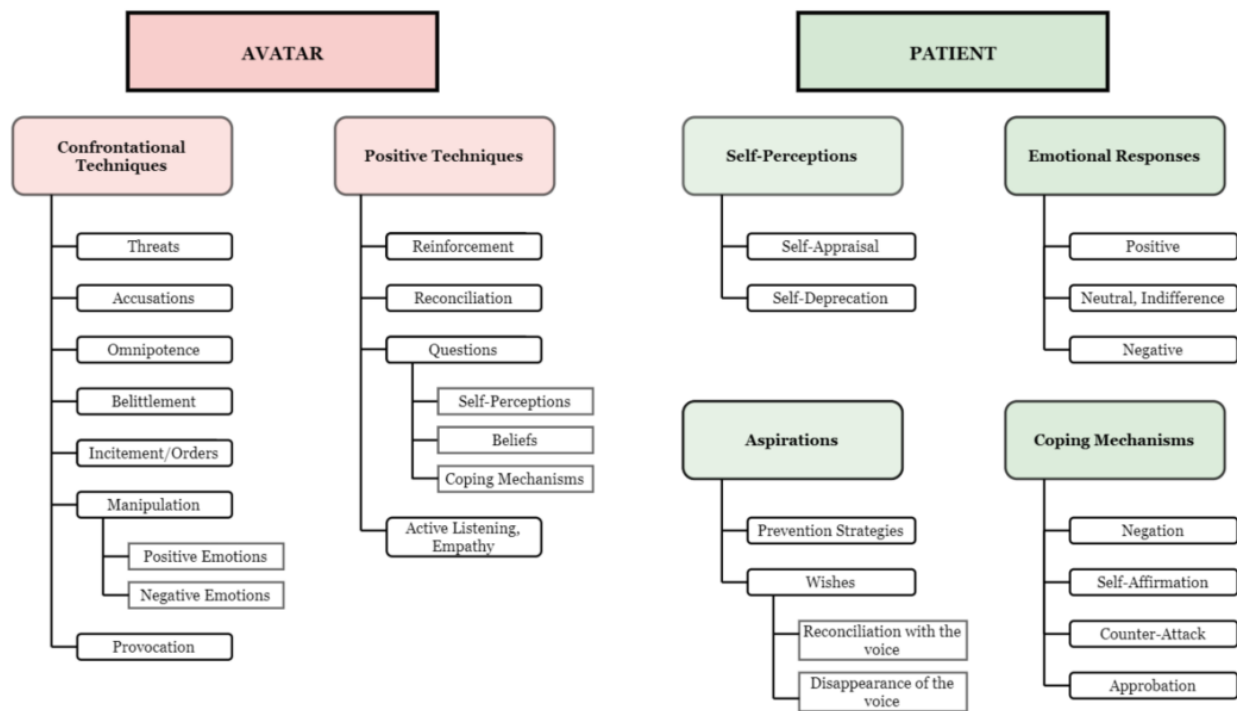 AVATAR
Confrontational
Techniques
Threats
Accusations
Omnipotence
Belittlement
Incitement/Orders
Manipulation
Positive Emotions
Negative Emotions
Provocation
Positive Techniques
Reinforcement
Reconciliation
Questions
Self-Perceptions
Beliefs
Coping Mechanisms
Active Listening,
Empathy
PATIENT
Self-Perceptions
Self-Appraisal
Self-Deprecation
Emotional Responses
Positive
Neutral, Indifference
Negative
Aspirations
Prevention Strategies
Wishes
Reconciliation with the
voice
Disappearance of the
voice
Coping Mechanisms
Negation
Self-Affirmation
Counter-Attack
Approbation